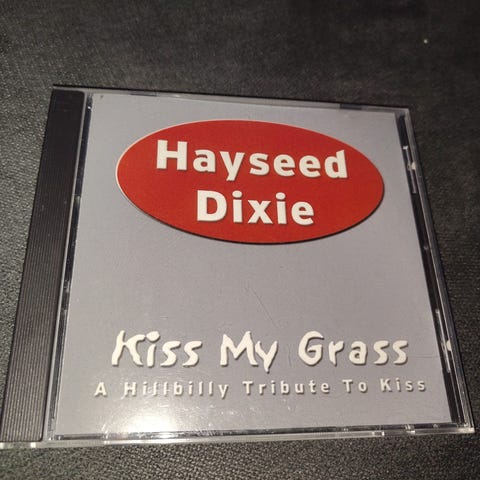 Hayseed
Dixie
Kiss My Grass
A Hillbilly Tribute To Kiss